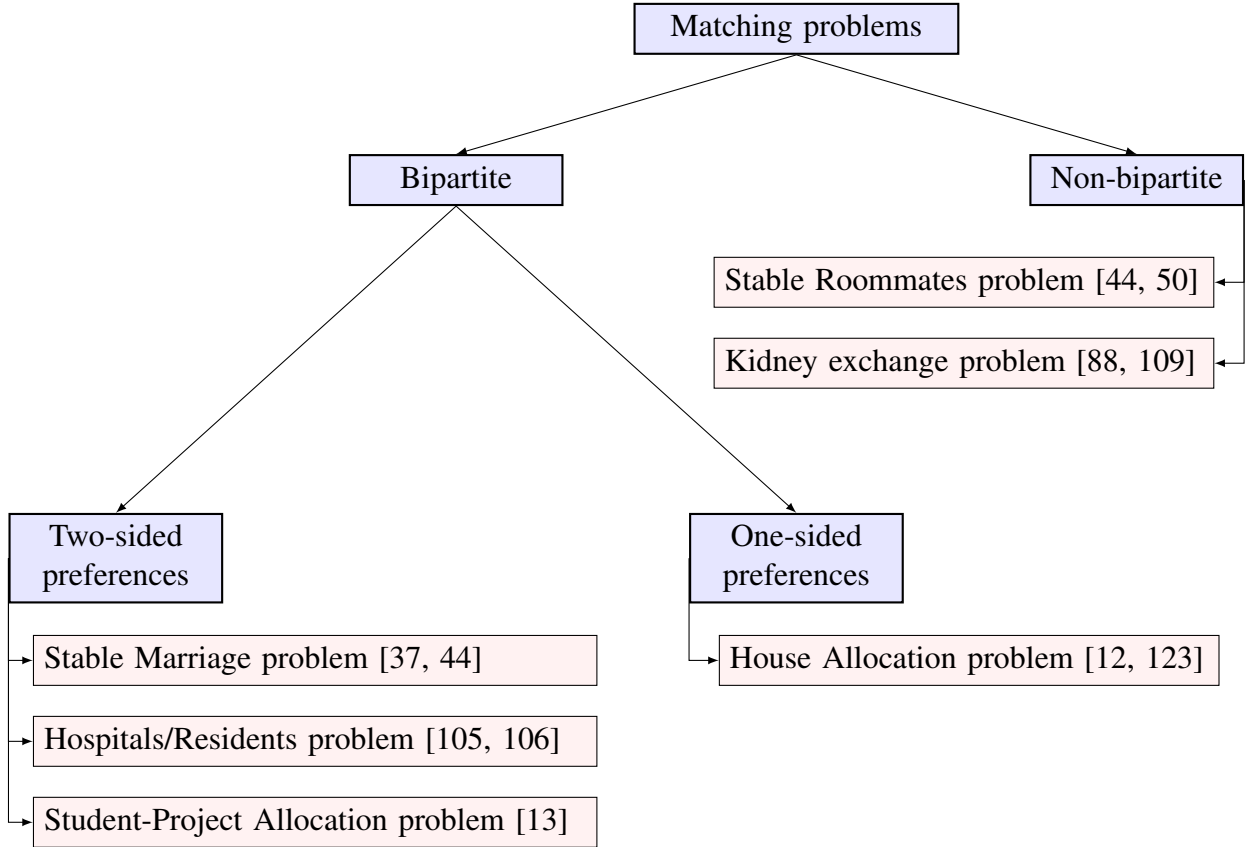 Matching problems
Bipartite
Non-bipartite
Stable Roommates problem [44, 50]
Kidney exchange problem [88, 109]
Two-sided
preferences
One-sided
preferences
Stable Marriage problem [37, 44]
House Allocation problem [12, 123]
Hospitals/Residents problem [105, 106]
Student-Project Allocation problem [13]